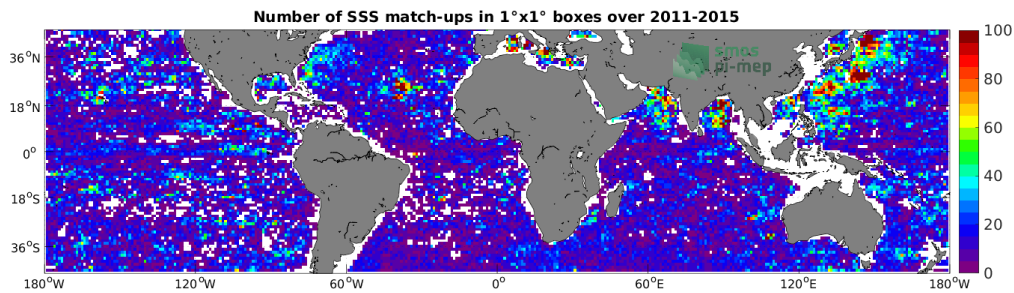 Number of SSS match-ups in 1°x1° boxes over 2011-2015
smos
pi-mep
100
80
60
40
20
0
36°N
18°N
0°
18°S
36°S
180°W
120°W
60°W
0°
60°E
120°E
180°W